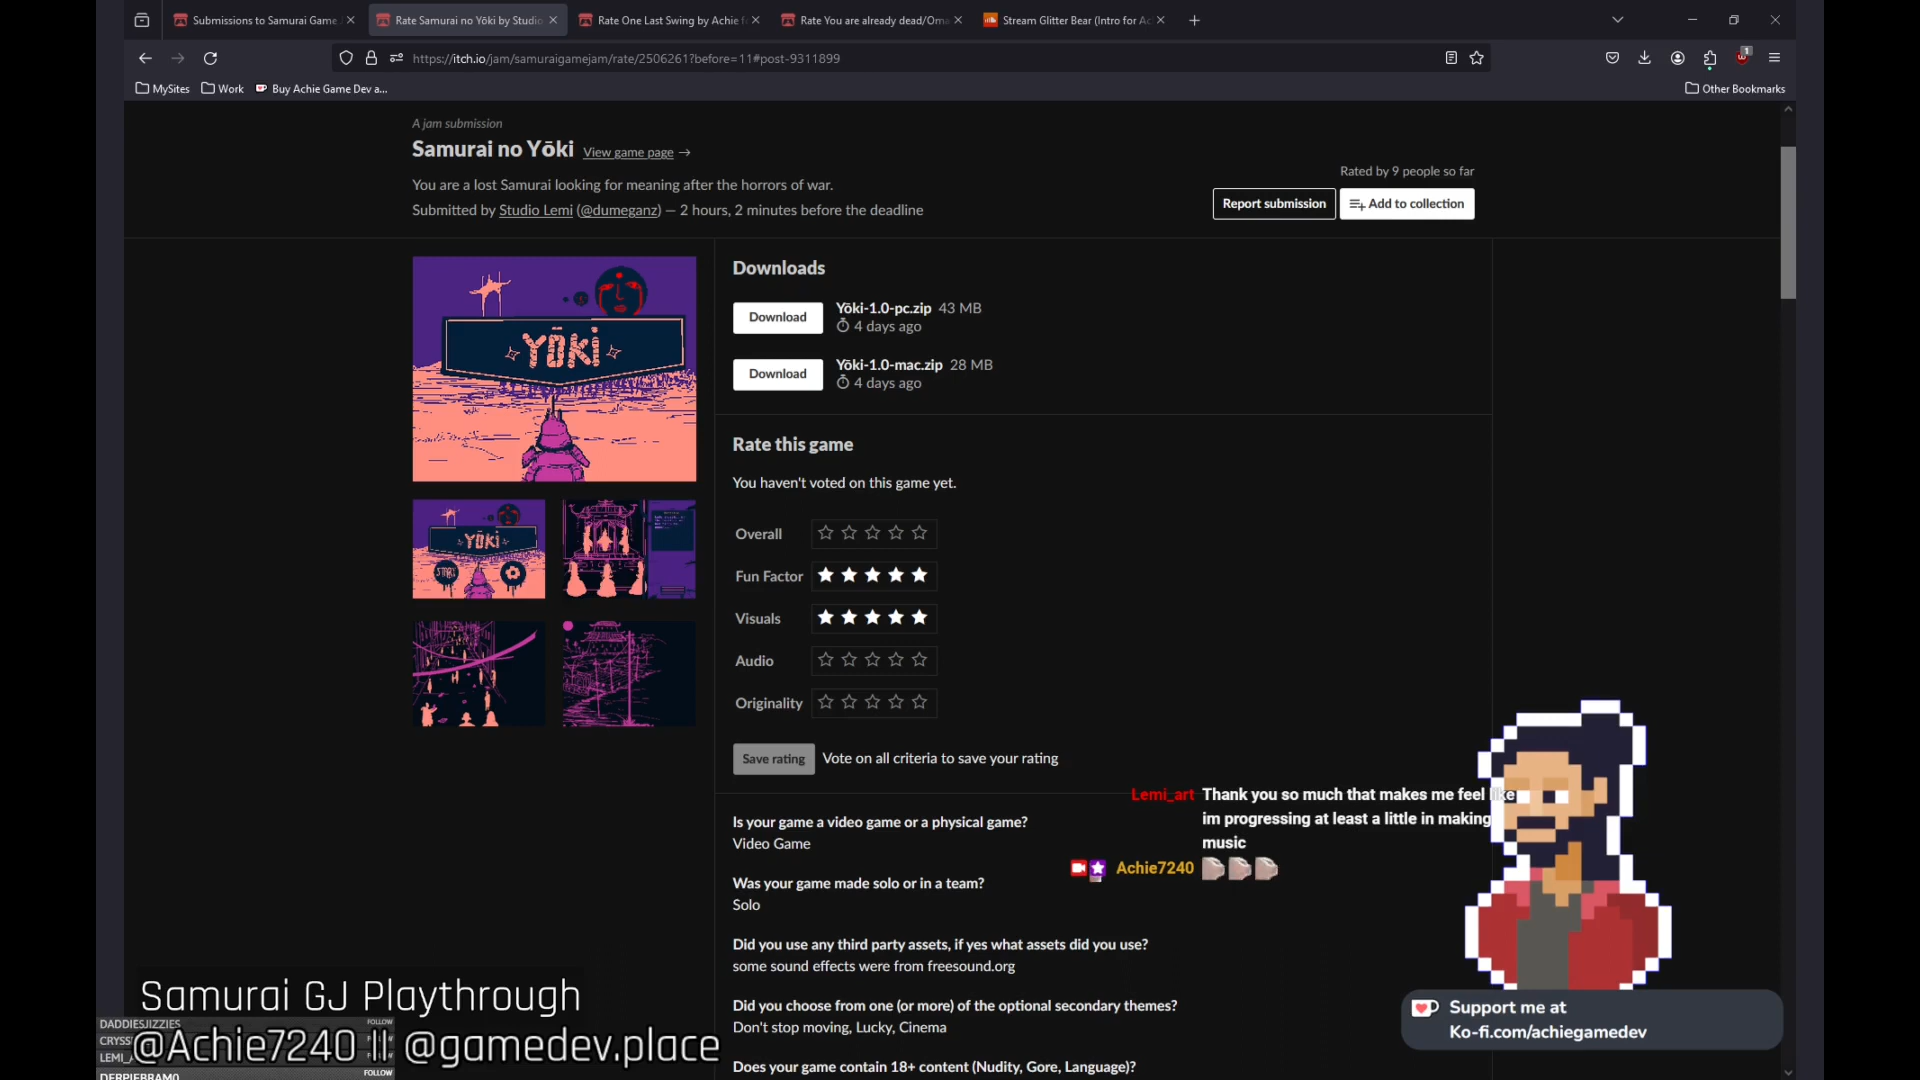 Submissions to Samurai Game
Rate Samurai no Yōki by Studio
Rate One Last Swing by Achie f
Rate You are already dead/Oma
Stream Glitter Bear (Intro for Ac
https://itch.io/jam/samuraigamejam/rate/2506261?before=11#post-9311899
1
MySites
Work
Buy Achie Game Dev a...
Other Bookmarks
A jam submission
Samurai no Yōki View game page →
Rated by 9 people so far
You are a lost Samurai looking for meaning after the horrors of war.
Report submission
Add to collection
Submitted by Studio Lemi (@dumeganz) — 2 hours, 2 minutes before the deadline
YŌKi
YŌKi
START
Downloads
Download
Yōki-1.0-pc.zip 43 MB
4 days ago
Download
Yōki-1.0-mac.zip 28 MB
4 days ago
Rate this game
You haven't voted on this game yet.
Overall
Fun Factor
Visuals
Audio
Originality
Save rating
Vote on all criteria to save your rating
Is your game a video game or a physical game?
Video Game
Was your game made solo or in a team?
Solo
Did you use any third party assets, if yes what assets did you use?
some sound effects were from freesound.org
Did you choose from one (or more) of the optional secondary themes?
Don't stop moving, Lucky, Cinema
Does your game contain 18+ content (Nudity, Gore, Language)?
Lemi_art Thank you so much that makes me feel like
im progressing at least a little in making
music
Achie7240
Support me at
Ko-fi.com/achiegamedev
Samurai GJ Playthrough
DADDIESJIZZIES FOLLOW
@Achie7240 || @gamedev.place
DERPIEBRAM0 FOLLOW